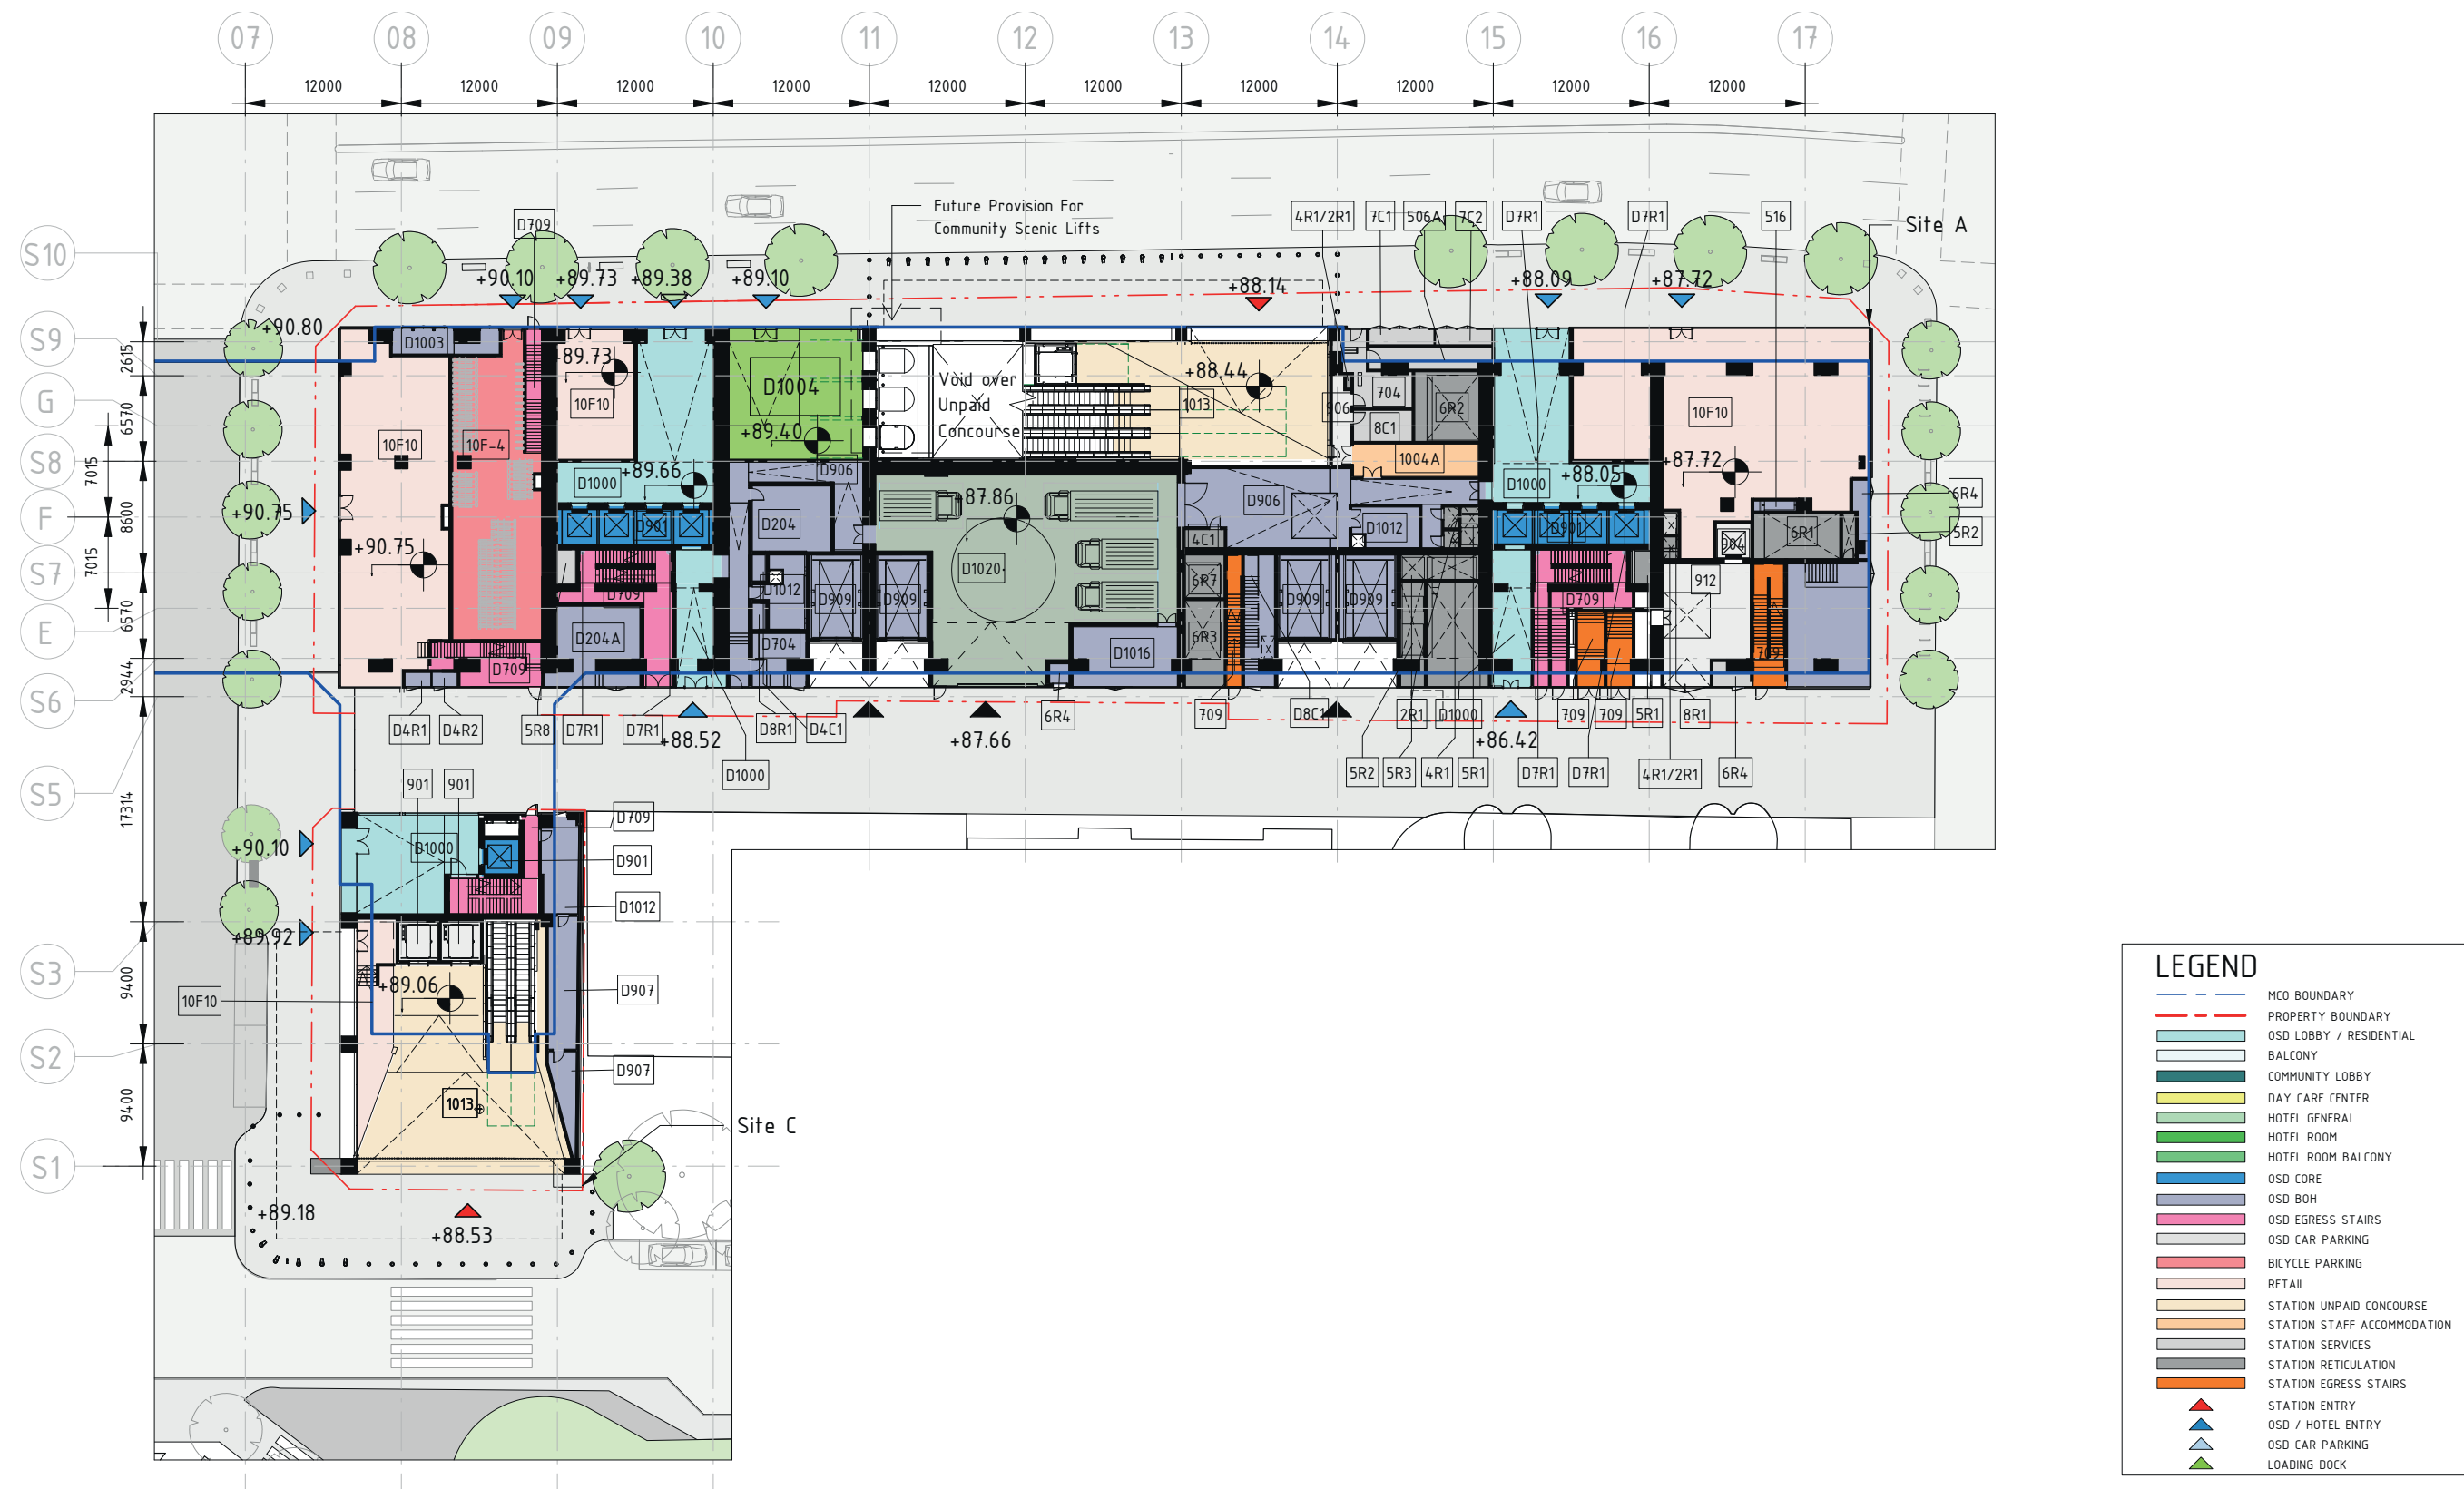 07 08 09 10 11 12 13 14 15 16 17
12000 12000 12000 12000 12000 12000 12000 12000 12000 12000
Future Provision For
Community Scenic Lifts
D709
4R1/2R1 7C1 506A 7C2 D7R1 D7R1 516
Site A
S10
S9
G
S8
F
S7
E
S6
S5
S3
S2
S1
2615
6570
7015
8600
7015
6570
2944
17314
9400
9400
+90.10 +89.73 +89.38 +89.10 +88.14 +88.09 +87.72
+90.80
D1003
89.73
10F10
10F10
10F-4
D1004
+89.40
Void over
Unpaid
Concourse
+88.44
1013
906
704
6R2
8C1
1004A
10F10
+87.72
D1000
+89.66
D906
+87.86
D906
D1000
+88.05
6R4
5R2
+90.75
+90.75
D901
D204
D1020
4C1
D1012
D901
904
6R1
D709
D1012
D909
D909
6R7
D909
D909
D709
912
D204A
D704
D1016
6R3
709
D709
D4R1 D4R2 5R8 D7R1 D7R1
+88.52
D8R1 D4C1
D1000
+87.66
6R4
709
D8C1
2R1 D1000
+86.42
709 709 5R1 8R1
5R2 5R3 4R1 5R1 D7R1 D7R1 4R1/2R1 6R4
901 901
D709
+90.10
D1000
D901
D1012
+89.92
+89.06
10F10
D907
D907
1013
Site C
+89.18
+88.53
LEGEND
MCO BOUNDARY
PROPERTY BOUNDARY
OSD LOBBY / RESIDENTIAL
BALCONY
COMMUNITY LOBBY
DAY CARE CENTER
HOTEL GENERAL
HOTEL ROOM
HOTEL ROOM BALCONY
OSD CORE
OSD BOH
OSD EGRESS STAIRS
OSD CAR PARKING
BICYCLE PARKING
RETAIL
STATION UNPAID CONCOURSE
STATION STAFF ACCOMMODATION
STATION SERVICES
STATION RETICULATION
STATION EGRESS STAIRS
STATION ENTRY
OSD / HOTEL ENTRY
OSD CAR PARKING
LOADING DOCK